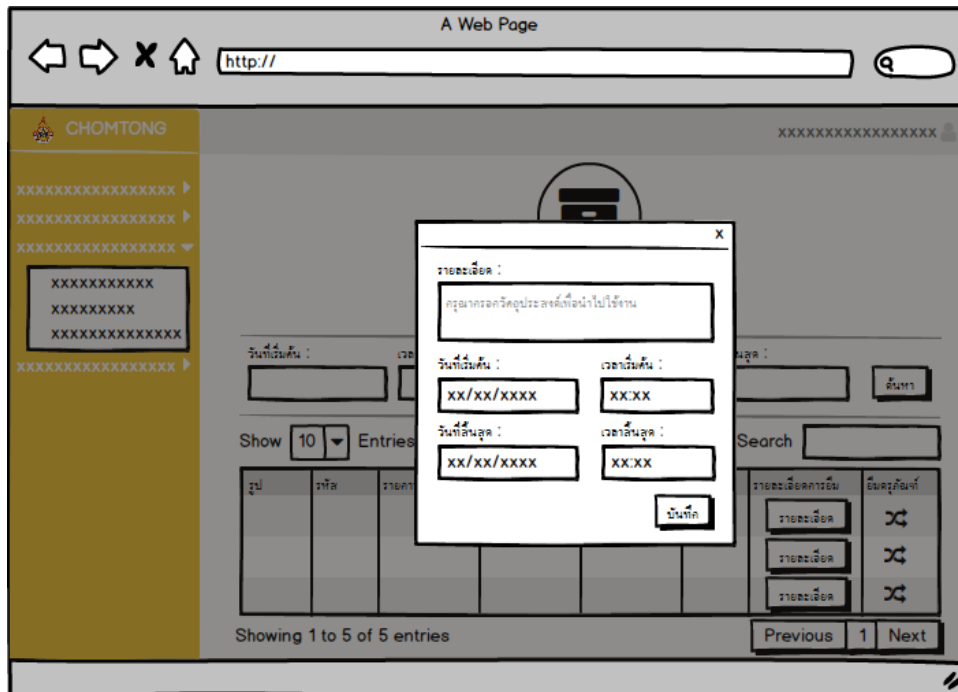 A Web Page
http://
CHOMTONG
xxxxxxxxxxxxxxxxx
xxxxxxxxxxxxxxxxx
xxxxxxxxxxxxxxxxx
xxxxxxxxxxxxxxxxx
xxxxxxxxxxx
xxxxxxxxx
xxxxxxxxxxxxxx
xxxxxxxxxxxxxxxxx
x
รายละเอียด :
กรุณากรอกวัตถุประสงค์เพื่อนำไปใช้งาน
วันที่เริ่มต้น : เวลาเริ่มต้น :
xx/xx/xxxx xx:xx
วันที่สิ้นสุด : เวลาสิ้นสุด :
xx/xx/xxxx xx:xx
บันทึก
วันที่เริ่มต้น :
ค้นหา
Show 10 Entries Search
รูป รหัส รายละเอียดการยืม ยืมครุภัณฑ์
รายละเอียด
รายละเอียด
รายละเอียด
Showing 1 to 5 of 5 entries Previous 1 Next